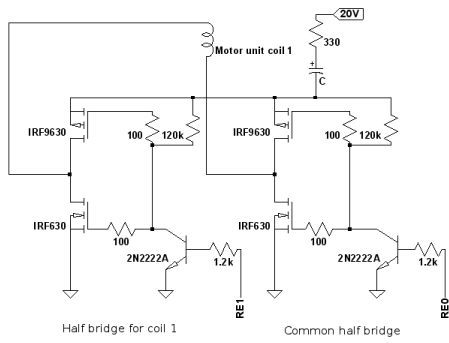 20V
330
Motor unit coil 1
+
C
IRF9630
100
120k
IRF9630
100
120k
IRF630
100
2N2222A
1.2k
RE1
IRF630
100
2N2222A
1.2k
RE0
Half bridge for coil 1
Common half bridge